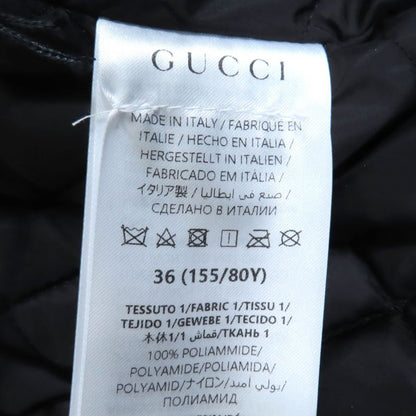 GUCCI
MADE IN ITALY / FABRIQUE EN
ITALIE / HECHO EN ITALIA /
HERGESTELLT IN ITALIEN /
FABRICADO EM ITALIA /
イタリア製 / صنع في ايطاليا /
СДЕЛАНО В ИТАЛИИ
36 (155/80Y)
TESSUTO 1/FABRIC 1/TISSU 1/
TEJIDO 1/GEWEBE 1/TECIDO 1/
本体1/1 قماش/ТКАНЬ 1
100% POLIAMMIDE/
POLYAMIDE/POLIAMIDA/
POLYAMID/ナイロン/بولي اميد/
ПОЛИАМИД